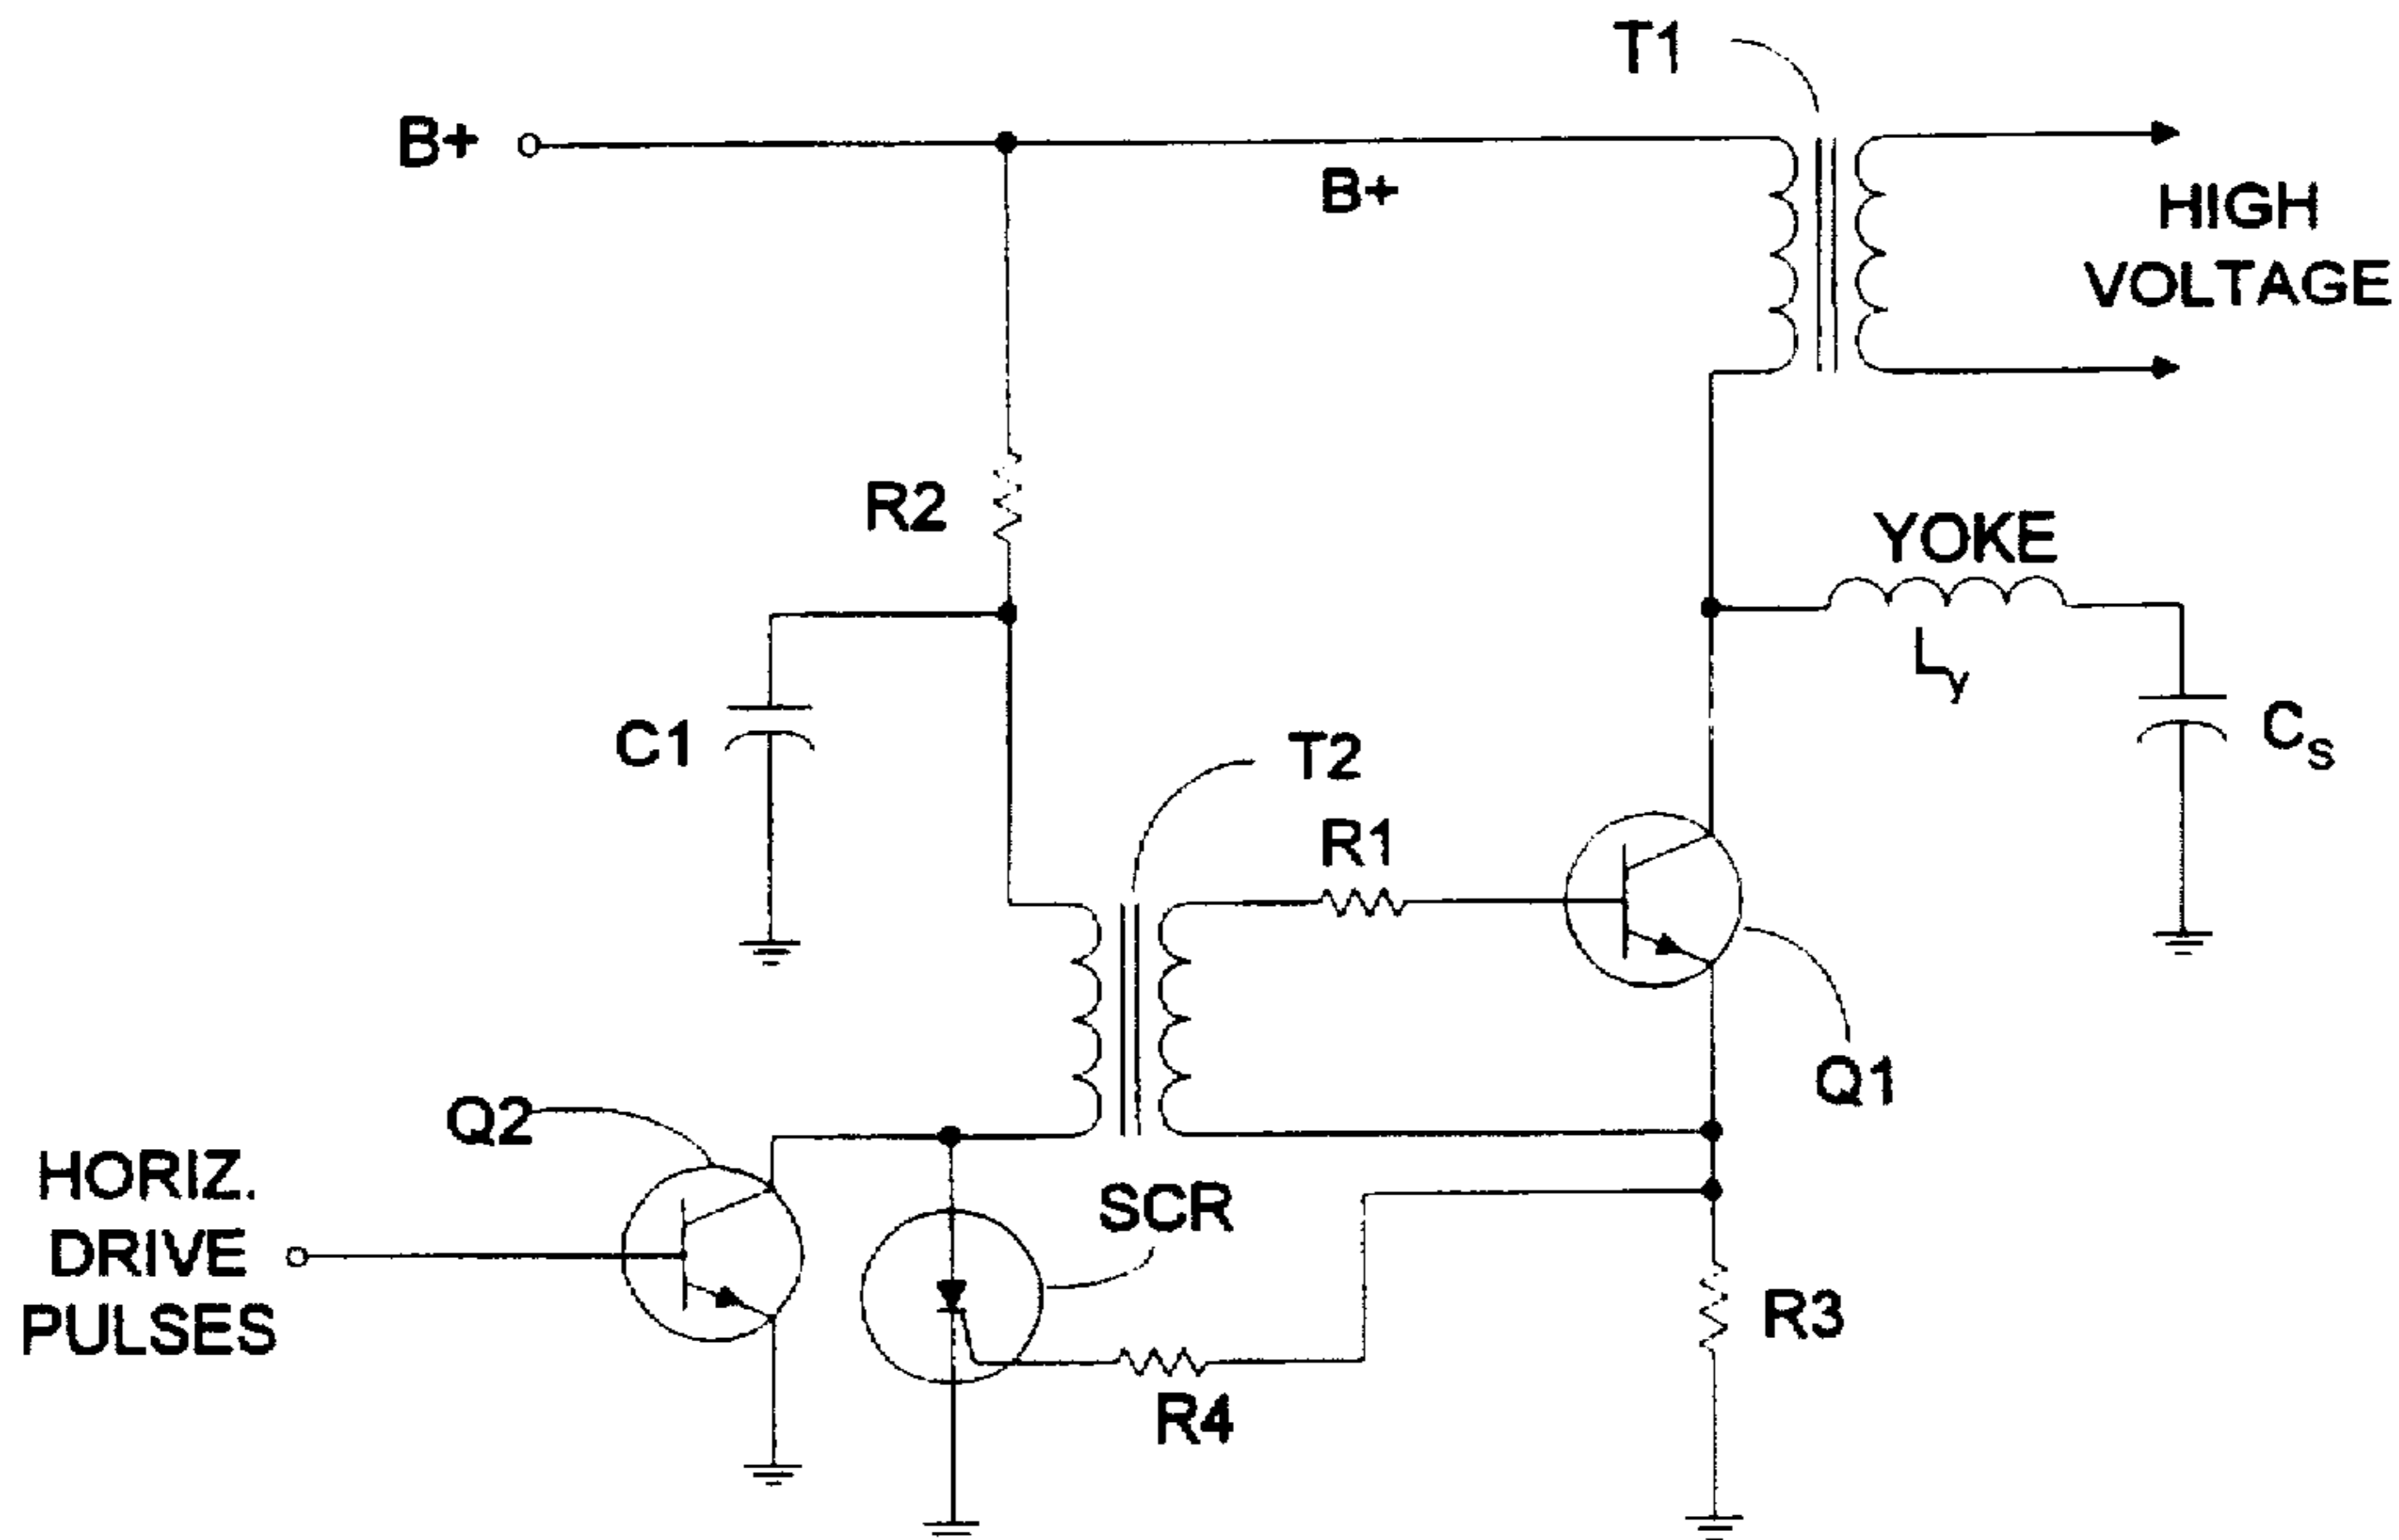 T1
B+
B+
HIGH
VOLTAGE
R2
YOKE
Ly
C1
T2
Cs
R1
Q1
Q2
HORIZ.
DRIVE
PULSES
SCR
R3
R4